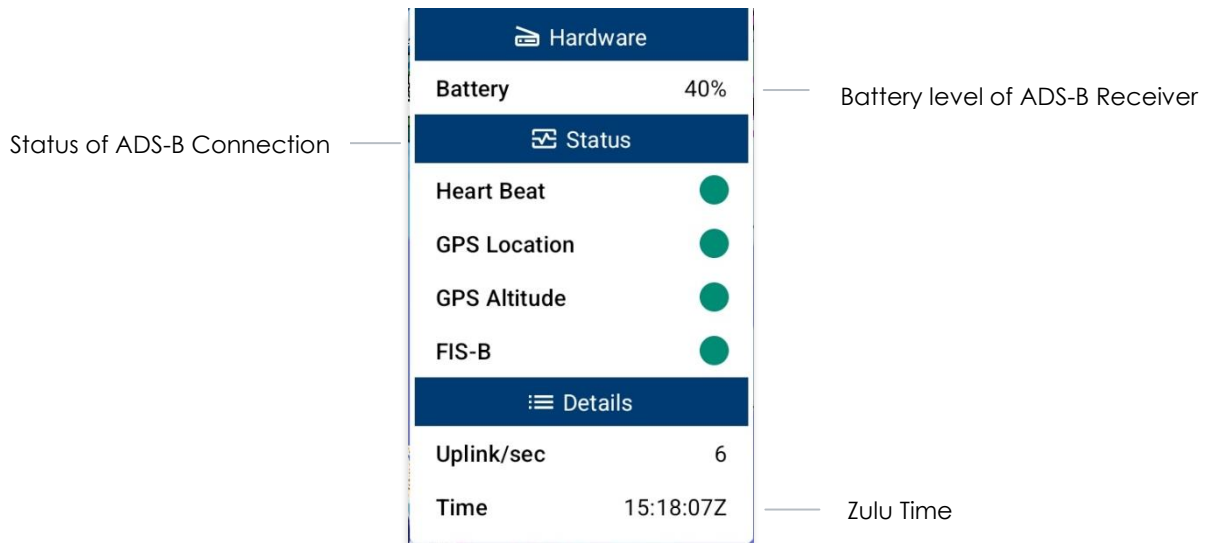 Hardware
Battery 40%
Battery level of ADS-B Receiver
Status of ADS-B Connection
Status
Heart Beat
GPS Location
GPS Altitude
FIS-B
Details
Uplink/sec 6
Time 15:18:07Z
Zulu Time